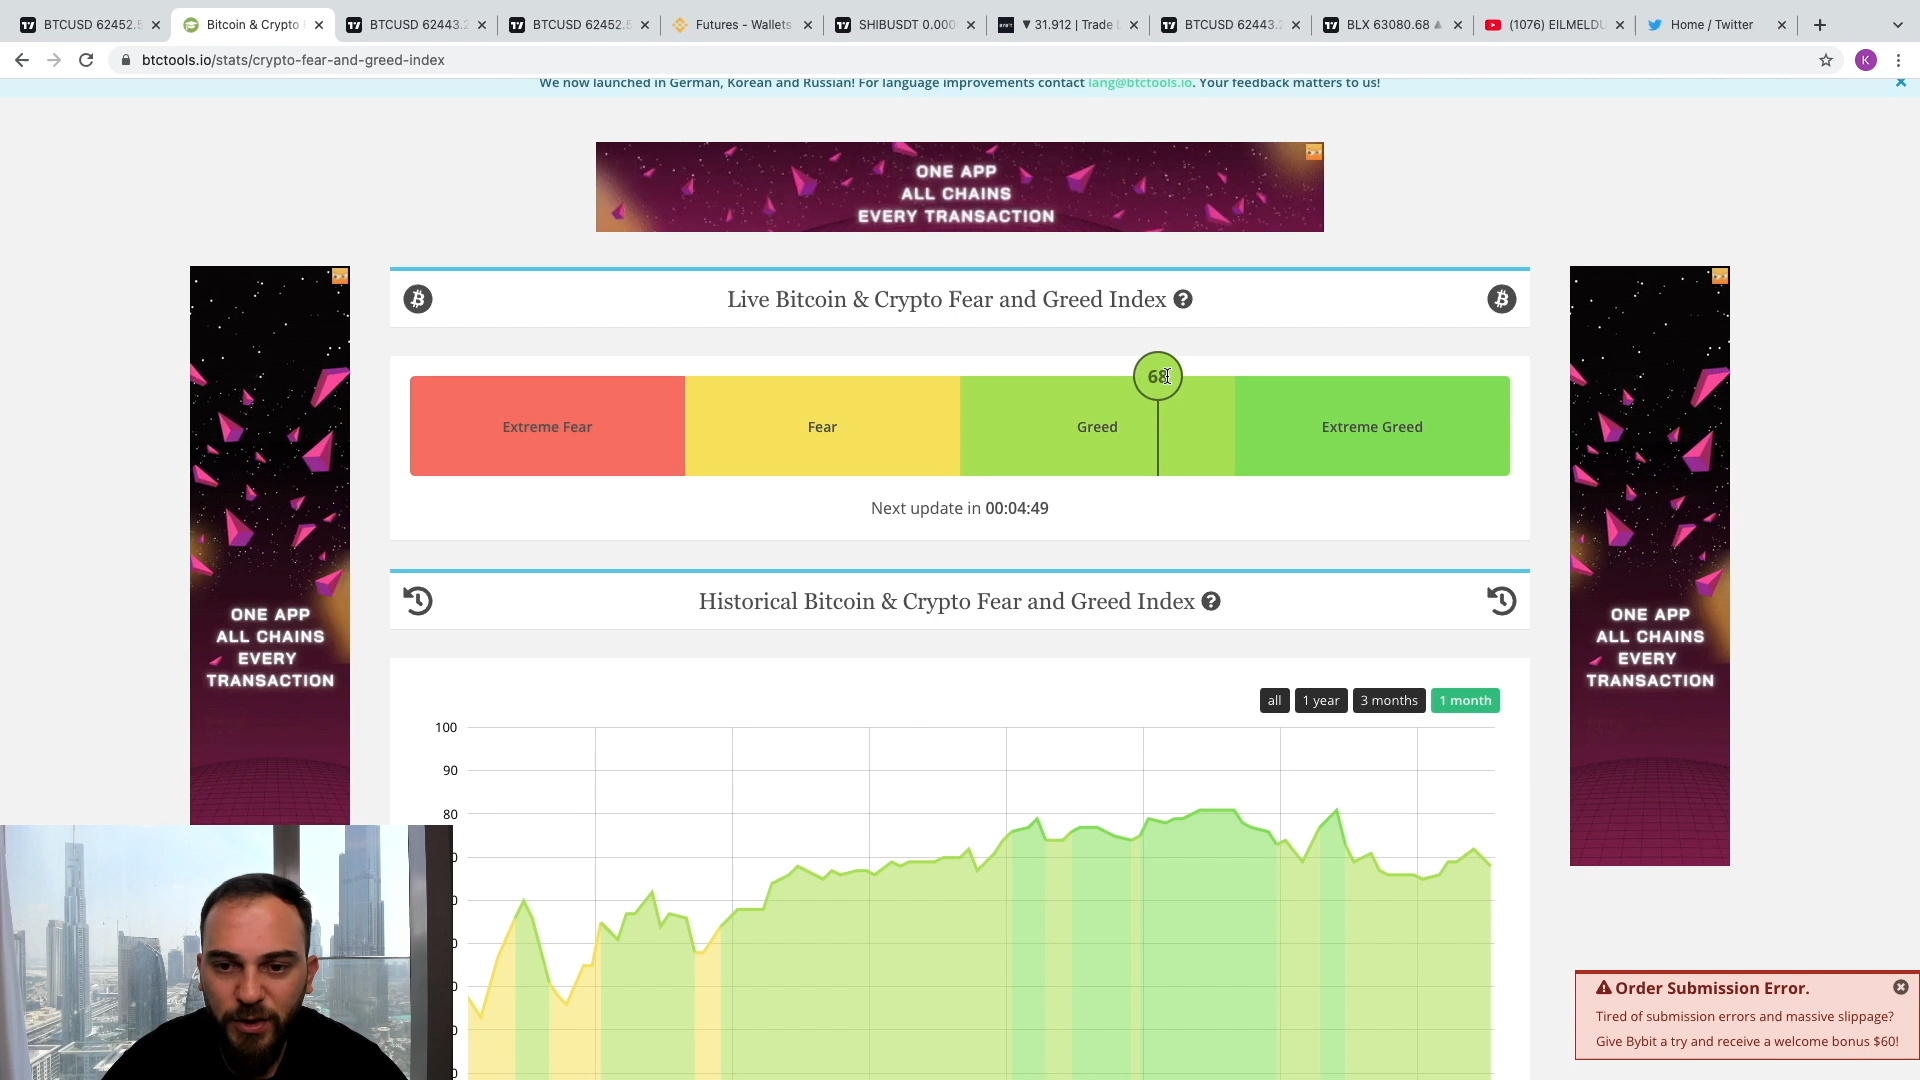 BTCUSD 62452.5
Bitcoin & Crypto
BTCUSD 62443.2
BTCUSD 62452.5
Futures - Wallets
SHIBUSDT 0.000
▼ 31.912 | Trade
BTCUSD 62443.2
BLX 63080.68 ▲
(1076) EILMELDU
Home / Twitter
btctools.io/stats/crypto-fear-and-greed-index
K
We now launched in German, Korean and Russian! For language improvements contact lang@btctools.io. Your feedback matters to us!
ONE APP
ALL CHAINS
EVERY TRANSACTION
Live Bitcoin & Crypto Fear and Greed Index
68
Extreme Fear
Fear
Greed
Extreme Greed
Next update in 00:04:49
Historical Bitcoin & Crypto Fear and Greed Index
ONE APP
ALL CHAINS
EVERY
TRANSACTION
ONE APP
ALL CHAINS
EVERY
TRANSACTION
all
1 year
3 months
1 month
100
90
80
Order Submission Error.
Tired of submission errors and massive slippage?
Give Bybit a try and receive a welcome bonus $60!